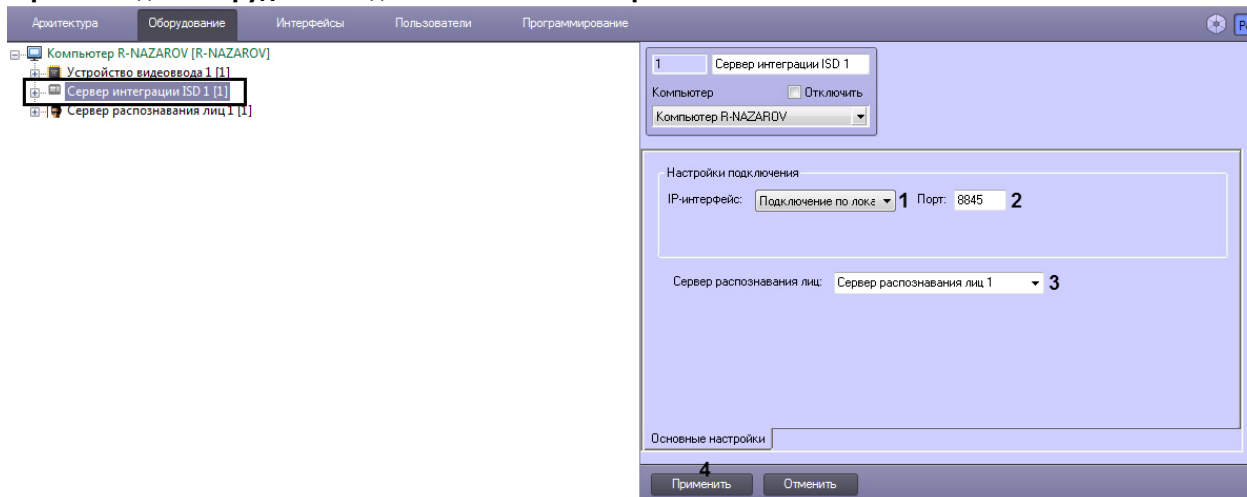 Архитектура Оборудование Интерфейсы Пользователи Программирование
Компьютер R-NAZAROV [R-NAZAROV]
Устройство видеоввода 1 [1]
Сервер интеграции ISD 1 [1]
Сервер распознавания лиц 1 [1]
1 Сервер интеграции ISD 1
Компьютер Отключить
Компьютер R-NAZAROV
Настройки подключения
IP-интерфейс: Подключение по лока 1 Порт: 8845 2
Сервер распознавания лиц: Сервер распознавания лиц 1 3
Основные настройки
4
Применить Отменить